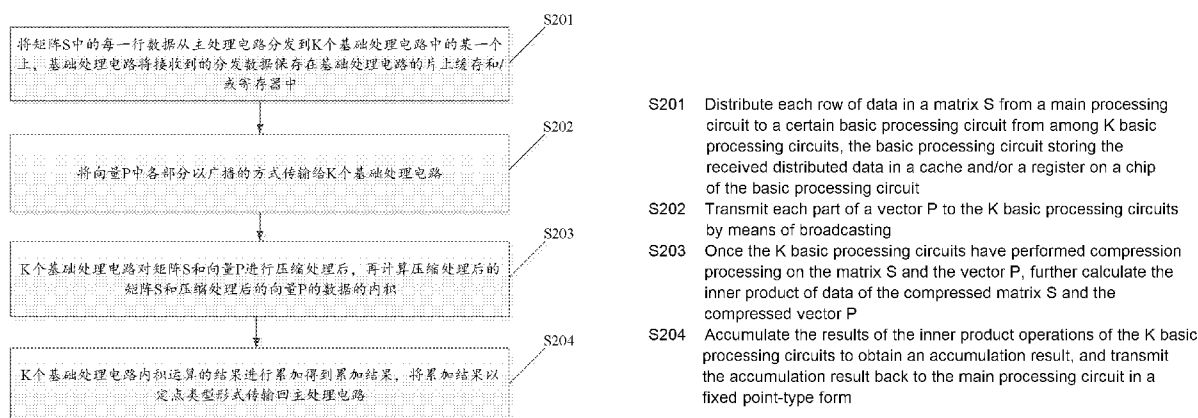 S201
将矩阵S中的每一行数据从主处理电路分发到K个基础处理电路中的某一个
上，基础处理电路将接收到的分发数据保存在基础处理电路的片上缓存和/
或寄存器中
S202
将向量P中各部分以广播的方式传输给K个基础处理电路
S203
K个基础处理电路对矩阵S和向量P进行压缩处理后，再计算压缩处理后的
矩阵S和压缩处理后的向量P的数据的内积
S204
K个基础处理电路内积运算的结果进行累加得到累加结果，将累加结果以
定点类型形式传输回主处理电路
S201 Distribute each row of data in a matrix S from a main processing
circuit to a certain basic processing circuit from among K basic
processing circuits, the basic processing circuit storing the
received distributed data in a cache and/or a register on a chip
of the basic processing circuit
S202 Transmit each part of a vector P to the K basic processing circuits
by means of broadcasting
S203 Once the K basic processing circuits have performed compression
processing on the matrix S and the vector P, further calculate the
inner product of data of the compressed matrix S and the
compressed vector P
S204 Accumulate the results of the inner product operations of the K basic
processing circuits to obtain an accumulation result, and transmit
the accumulation result back to the main processing circuit in a
fixed point-type form